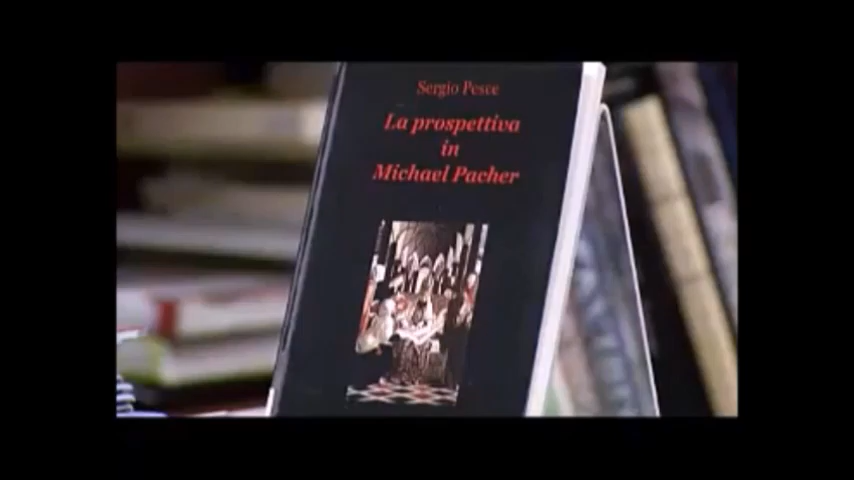 Sergio Pesce
La prospettiva
in
Michael Pacher